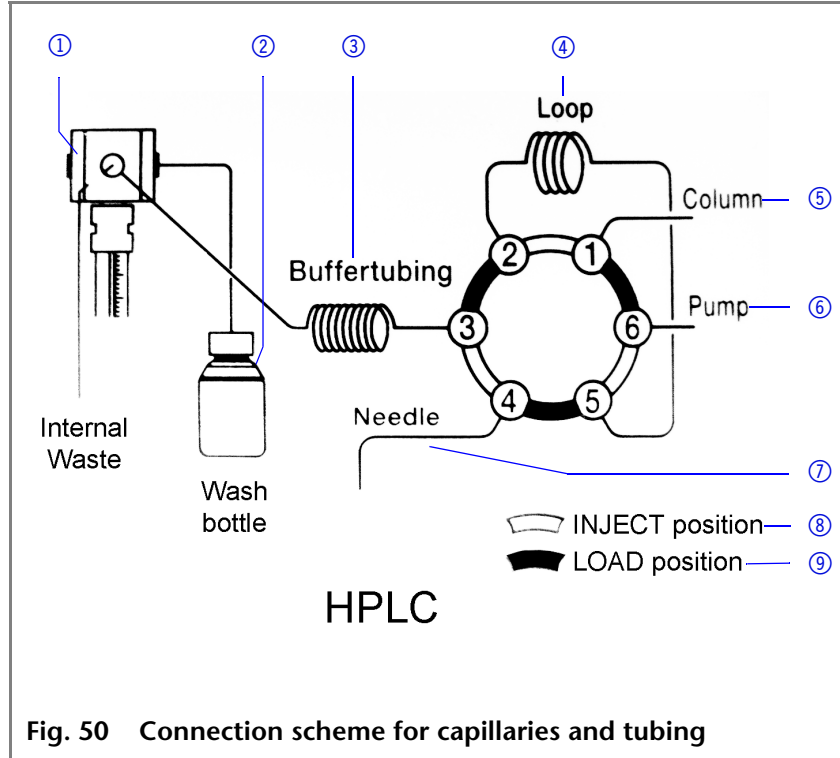 ① ② ③ ④
Loop
Column ⑤
2 1
Buffertubing
Pump ⑥
3 6
4 5
Needle
Internal
Waste
⑦
Wash
bottle
INJECT position ⑧
LOAD position ⑨
HPLC
Fig. 50 Connection scheme for capillaries and tubing